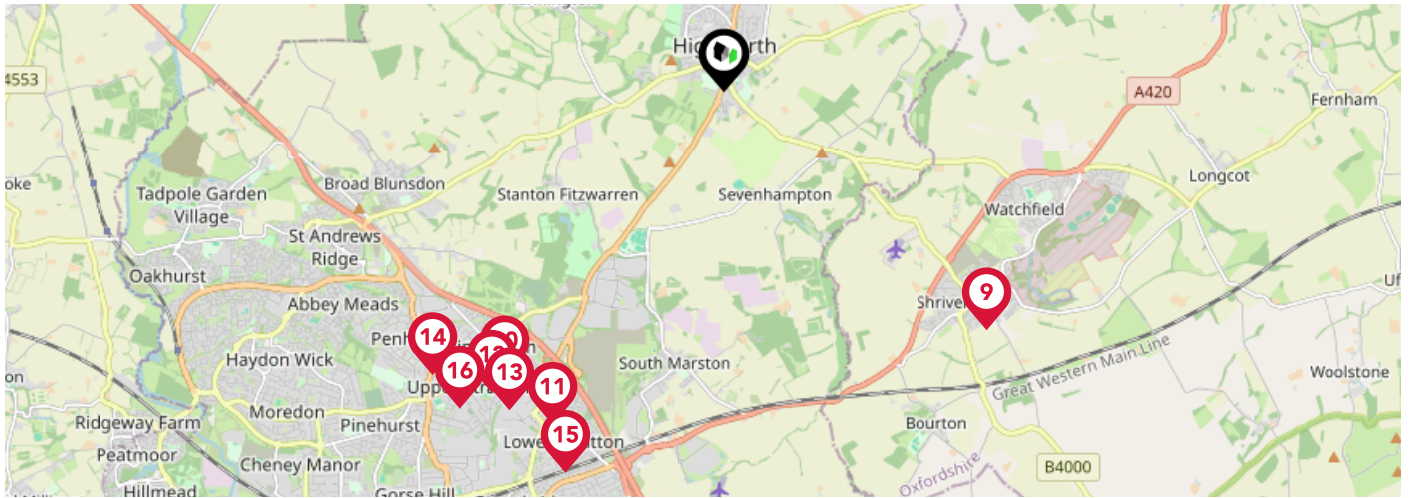 4553
A420
Fernham
Longcot
Broad Blunsdon
Tadpole Garden
Village
Stanton Fitzwarren
Sevenhampton
Watchfield
St Andrews
Ridge
Oakhurst
Abbey Meads
9
14
16
13
11
15
Haydon Wick
South Marston
Great Western Main Line
Woolstone
Moredon
Ridgeway Farm
Pinehurst
Bourton
Peatmoor
Cheney Manor
Oxfordshire
B4000
Hillmead
Gorse Hill